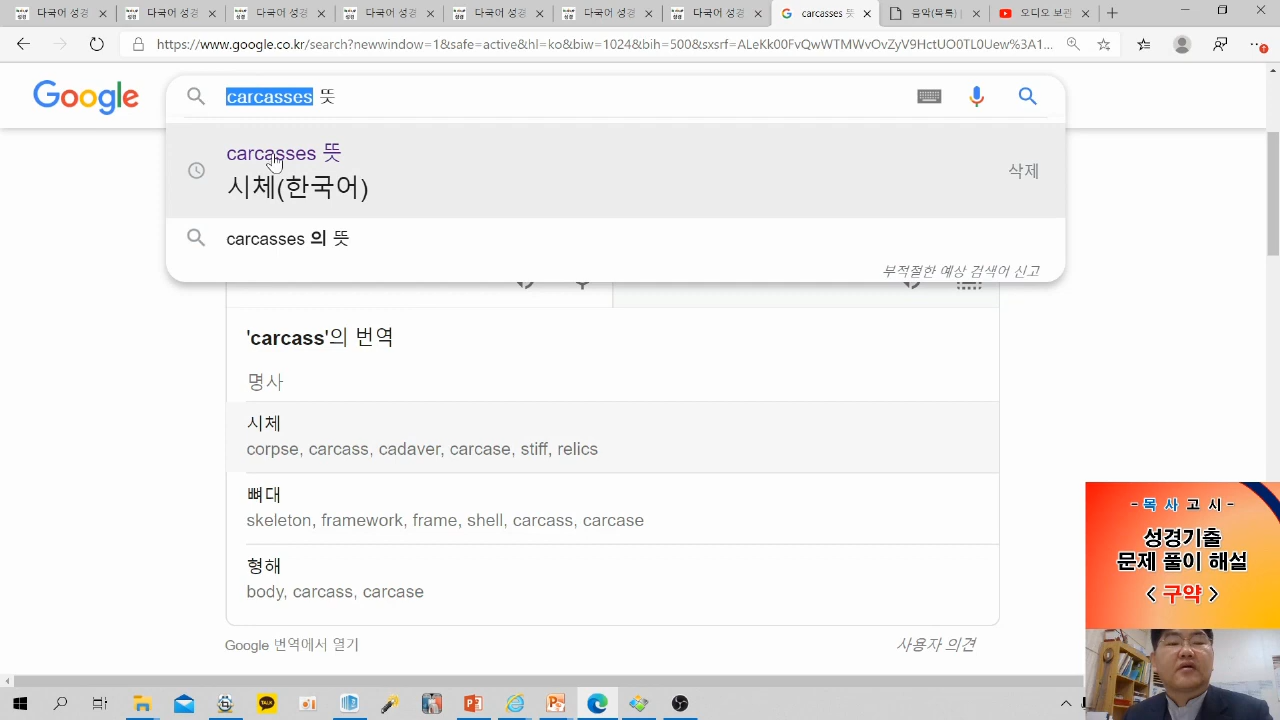 다국어 성경
다국어 성경
다국어 성경
다국어 성경
다국어 성경
다국어 성경
다국어 성경
carcasses 뜻
음악(목록)
오디오 보관
https://www.google.co.kr/search?newwindow=1&safe=active&hl=ko&biw=1024&bih=500&sxsrf=ALeKk00FvQwWTMWvOvZyV9HctUO0TL0Uew%3A1...
Google
carcasses 뜻
carcasses 뜻
시체(한국어)
삭제
carcasses 의 뜻
부적절한 예상 검색어 신고
'carcass'의 번역
명사
시체
corpse, carcass, cadaver, carcase, stiff, relics
뼈대
skeleton, framework, frame, shell, carcass, carcase
형해
body, carcass, carcase
Google 번역에서 열기
사용자 의견
- 목 사 고 시 -
성경기출
문제 풀이 해설
< 구약 >
TALK